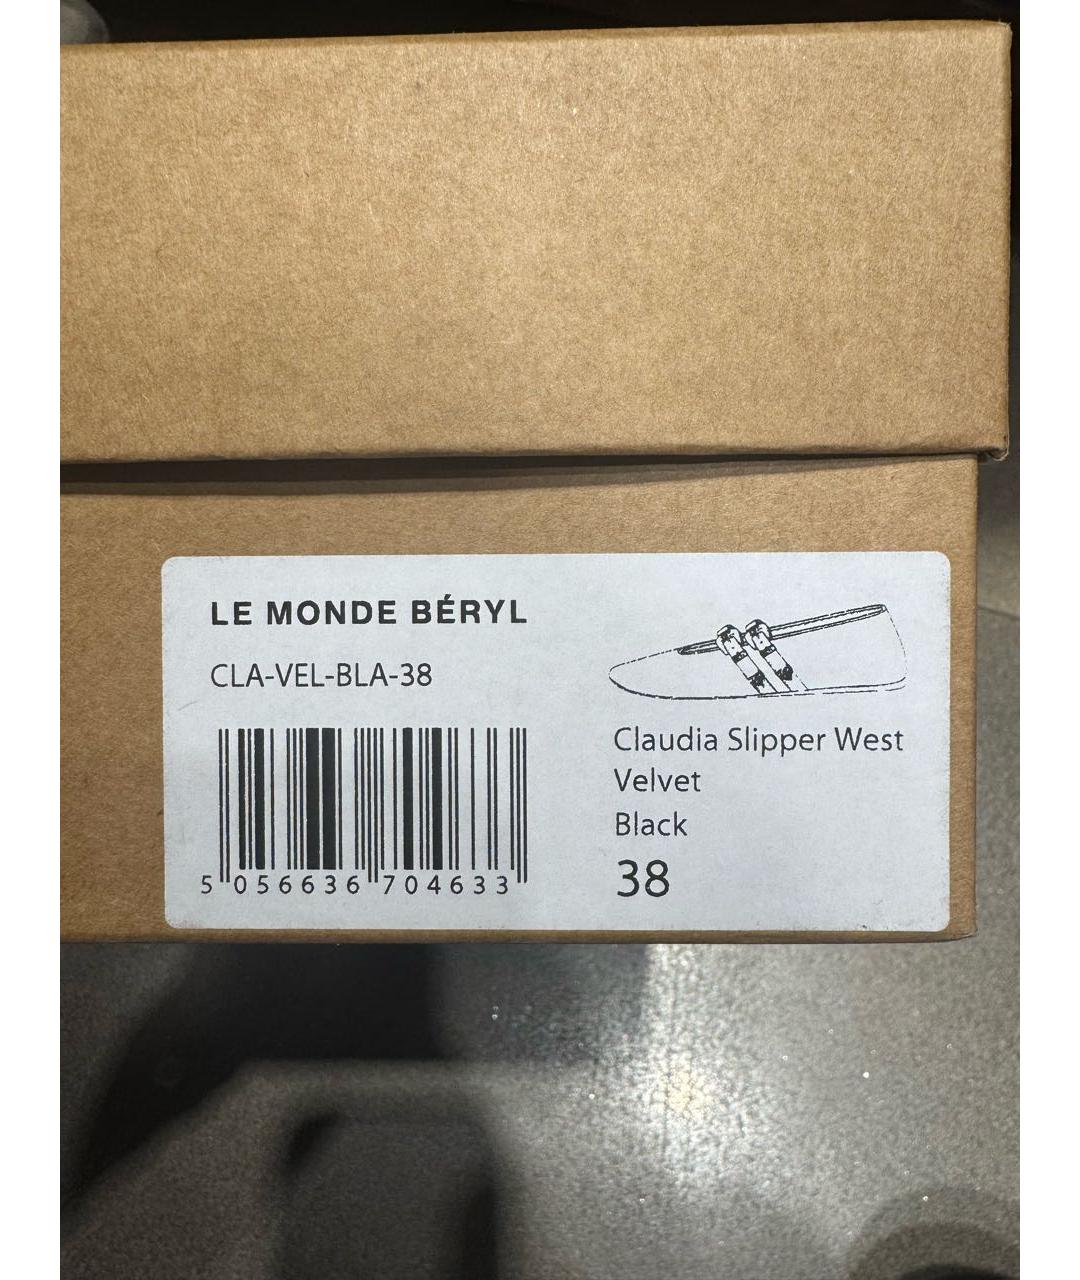 LE MONDE BÉRYL
CLA-VEL-BLA-38
5 056636 704633
Claudia Slipper West
Velvet
Black
38